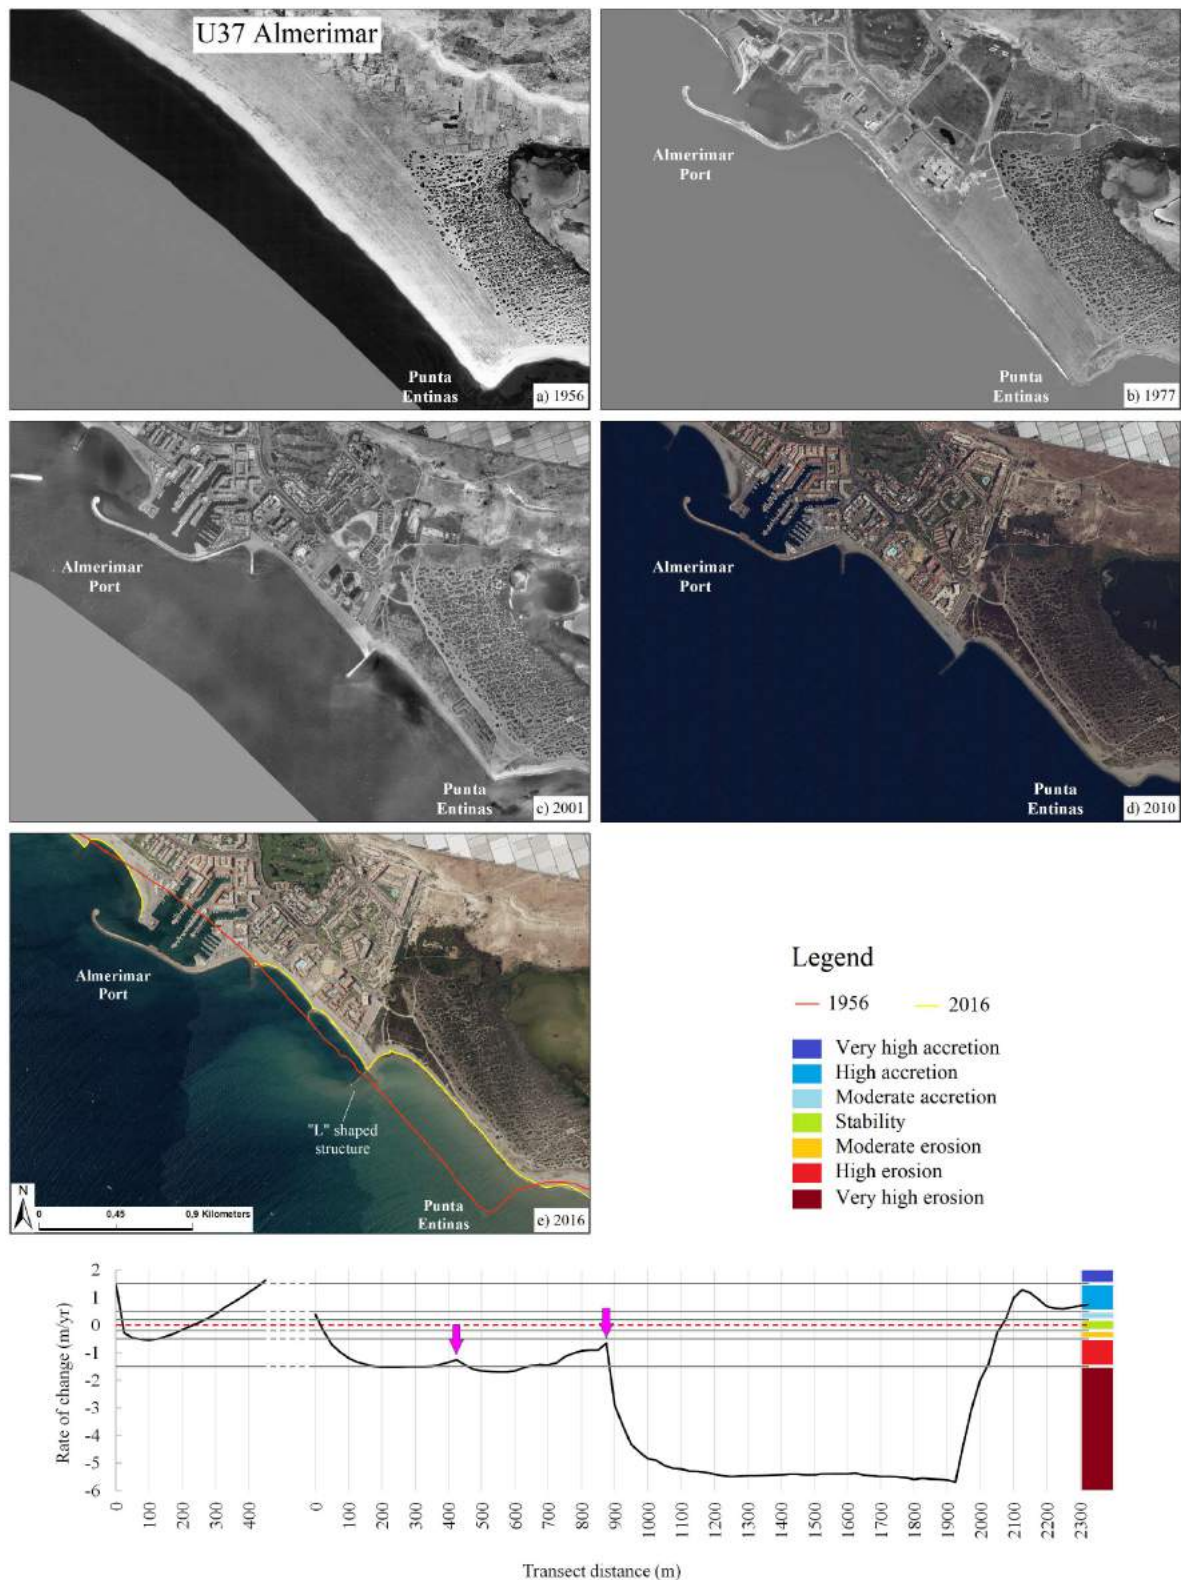 U37 Almerimar
Punta
Entinas
a) 1956
Almerimar
Port
Punta
Entinas
b) 1977
Almerimar
Port
Punta
Entinas
c) 2001
Almerimar
Port
Punta
Entinas
d) 2010
Almerimar
Port
"L" shaped
structure
Punta
Entinas
N
0 0,45 0,9 Kilometers
e) 2016
Legend
1956 2016
Very high accretion
High accretion
Moderate accretion
Stability
Moderate erosion
High erosion
Very high erosion
Rate of change (m/yr)
2
1
0
-1
-2
-3
-4
-5
-6
0 100 200 300 400 0 100 200 300 400 500 600 700 800 900 1000 1100 1200 1300 1400 1500 1600 1700 1800 1900 2000 2100 2200 2300
Transect distance (m)